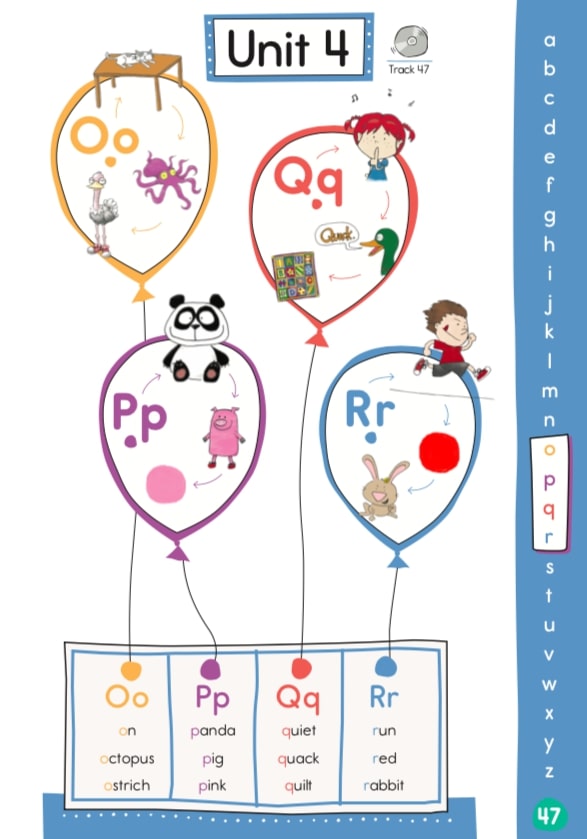 Unit 4
Track 47
Oo
Qq
Quack.
Pp
Rr
Oo Pp Qq Rr
on panda quiet run
octopus pig quack red
ostrich pink quilt rabbit
a
b
c
d
e
f
g
h
i
j
k
l
m
n
o
p
q
r
s
t
u
v
w
x
y
z
47